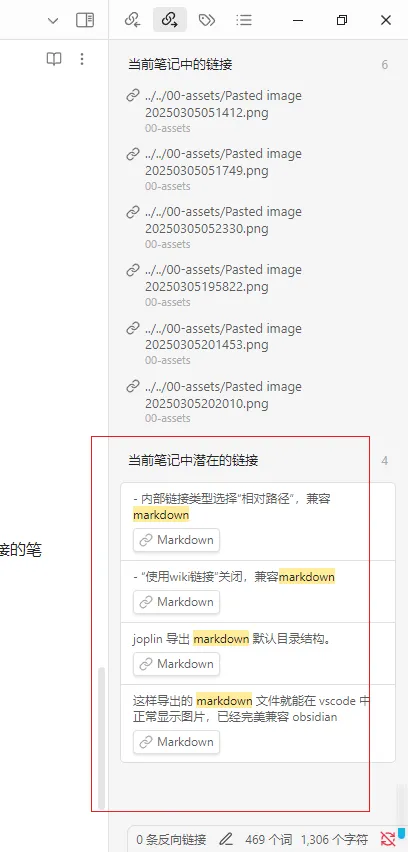 当前笔记中的链接 6
../../00-assets/Pasted image
20250305051412.png
00-assets
../../00-assets/Pasted image
20250305051749.png
00-assets
../../00-assets/Pasted image
20250305052330.png
00-assets
../../00-assets/Pasted image
20250305195822.png
00-assets
../../00-assets/Pasted image
20250305201453.png
00-assets
../../00-assets/Pasted image
20250305202010.png
00-assets
当前笔记中潜在的链接 4
- 内部链接类型选择“相对路径”，兼容
markdown
Markdown
接的笔
- “使用wiki链接”关闭，兼容markdown
Markdown
joplin 导出 markdown 默认目录结构。
Markdown
这样导出的 markdown 文件就能在 vscode 中
正常显示图片，已经完美兼容 obsidian
Markdown
0 条反向链接 469 个词 1,306 个字符